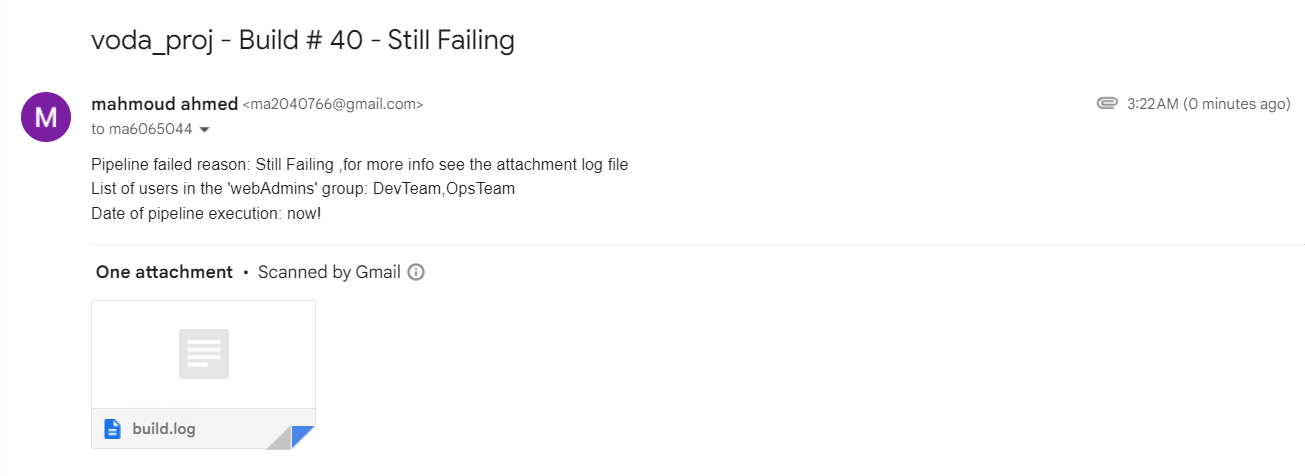 voda_proj - Build # 40 - Still Failing
M
mahmoud ahmed <ma2040766@gmail.com>
3:22 AM (0 minutes ago)
to ma6065044
Pipeline failed reason: Still Failing ,for more info see the attachment log file
List of users in the 'webAdmins' group: DevTeam,OpsTeam
Date of pipeline execution: now!
One attachment • Scanned by Gmail
build.log